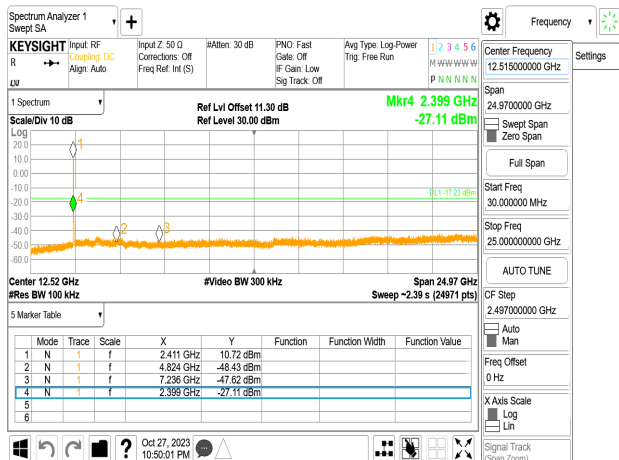 Spectrum Analyzer 1
Swept SA
+
Frequency
KEYSIGHT
R
LNI
Input: RF
Coupling: DC
Align: Auto
Input Z: 50 Ω
Corrections: Off
Freq Ref: Int (S)
#Atten: 30 dB
PNO: Fast
Gate: Off
IF Gain: Low
Sig Track: Off
Avg Type: Log-Power
Trig: Free Run
1 2 3 4 5 6
M W W W W W
P N N N N N
Center Frequency
12.515000000 GHz
Settings
Span
24.9700000 GHz
Swept Span
Zero Span
Full Span
Start Freq
30.000000 MHz
Stop Freq
25.000000000 GHz
AUTO TUNE
CF Step
2.497000000 GHz
Auto
Man
Freq Offset
0 Hz
X Axis Scale
Log
Lin
Signal Track
(Span Zoom)
1 Spectrum
Scale/Div 10 dB
Ref Lvl Offset 11.30 dB
Ref Level 30.00 dBm
Mkr4 2.399 GHz
-27.11 dBm
Log
20.0
10.0
0.00
-10.0
-20.0
-30.0
-40.0
-50.0
-60.0
1
4
2
3
DL1 -17.23 dBm
Center 12.52 GHz
#Video BW 300 kHz
Span 24.97 GHz
#Res BW 100 kHz
Sweep ~2.39 s (24971 pts)
5 Marker Table
Mode Trace Scale X Y Function Function Width Function Value
1 N 1 f 2.411 GHz 10.72 dBm
2 N 1 f 4.824 GHz -48.43 dBm
3 N 1 f 7.236 GHz -47.62 dBm
4 N 1 f 2.399 GHz -27.11 dBm
5
6
?
Oct 27, 2023
10:50:01 PM